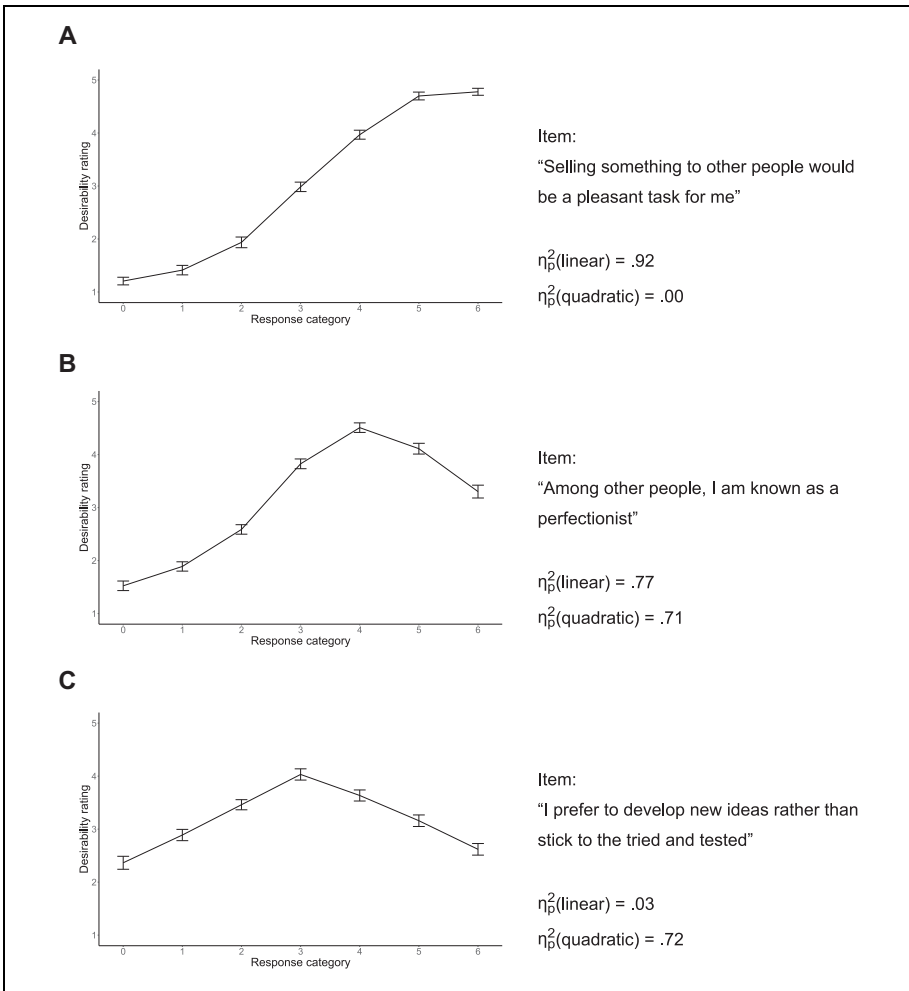 A
5
4
3
2
1
Desirability rating
0 1 2 3 4 5 6
Response category
Item:
“Selling something to other people would
be a pleasant task for me”
η²p(linear) = .92
η²p(quadratic) = .00
B
5
4
3
2
1
Desirability rating
0 1 2 3 4 5 6
Response category
Item:
“Among other people, I am known as a
perfectionist”
η²p(linear) = .77
η²p(quadratic) = .71
C
5
4
3
2
1
Desirability rating
0 1 2 3 4 5 6
Response category
Item:
“I prefer to develop new ideas rather than
stick to the tried and tested”
η²p(linear) = .03
η²p(quadratic) = .72